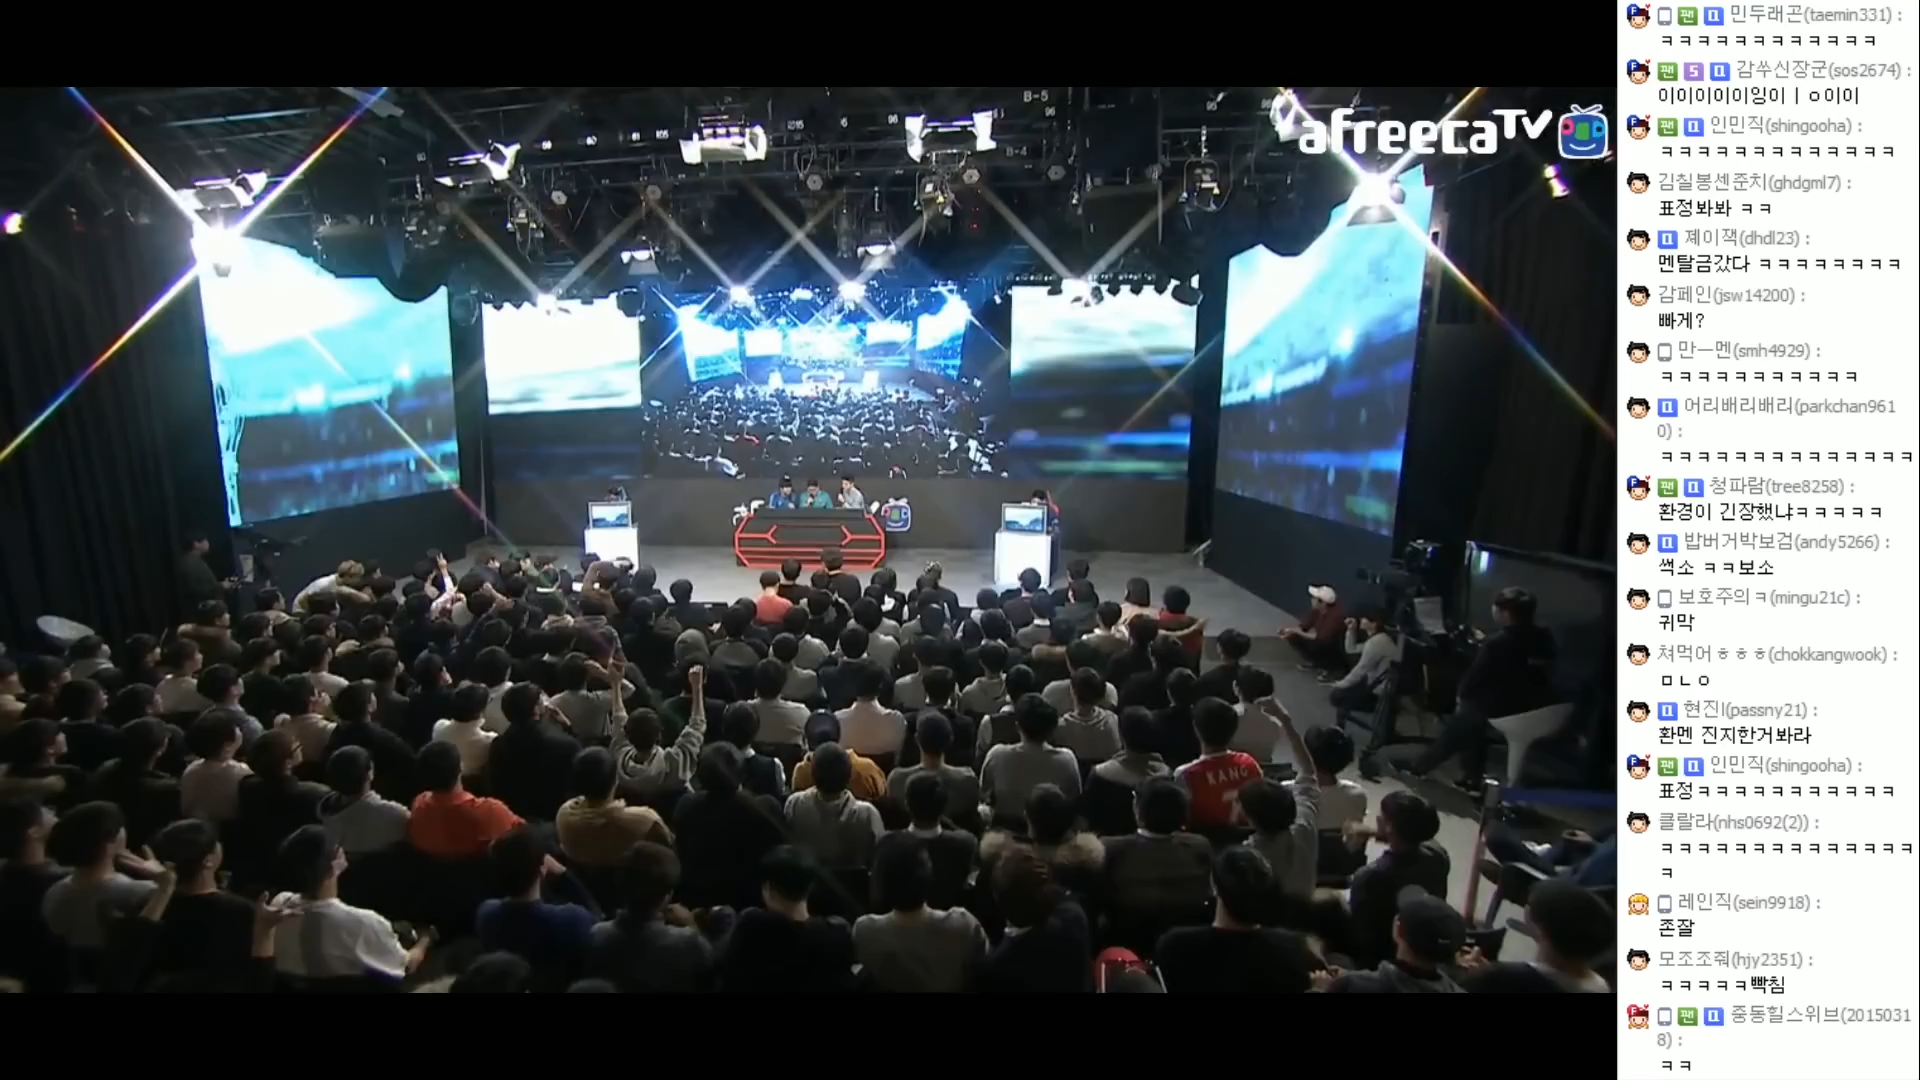 B-5
afreecaTV
B-4
KANG
민두래곤(taemin331) :
ㅋㅋㅋㅋㅋㅋㅋㅋㅋㅋㅋㅋ
감쑤신장군(sos2674) :
이이이이이잉이ㅣㅇ이이
인민직(shingooha) :
ㅋㅋㅋㅋㅋㅋㅋㅋㅋㅋㅋㅋㅋ
김칠봉센준치(ghdgml7) :
표정봐봐 ㅋㅋ
제이잭(dhdl23) :
멘탈금갔다 ㅋㅋㅋㅋㅋㅋㅋㅋ
감페인(jsw14200) :
빠게?
만ㅡ멘(smh4929) :
ㅋㅋㅋㅋㅋㅋㅋㅋㅋㅋㅋ
어리배리배리(parkchan961
0) :
ㅋㅋㅋㅋㅋㅋㅋㅋㅋㅋㅋㅋㅋㅋ
청파람(tree8258) :
환경이 긴장했냐ㅋㅋㅋㅋㅋ
밥버거박보검(andy5266) :
썩소 ㅋㅋ보소
보호주의ㅋ(mingu21c) :
귀막
쳐먹어ㅎㅎㅎ(chokkangwook) :
ㅁㄴㅇ
현진l(passny21) :
환멘 진지한거봐라
인민직(shingooha) :
표정ㅋㅋㅋㅋㅋㅋㅋㅋㅋㅋㅋ
클랄라(nhs0692(2)) :
ㅋㅋㅋㅋㅋㅋㅋㅋㅋㅋㅋㅋㅋㅋ
ㅋ
레인직(sein9918) :
존잘
모조조줘(hjy2351) :
ㅋㅋㅋㅋㅋ빡침
중동힐스위브(2015031
8) :
ㅋㅋ